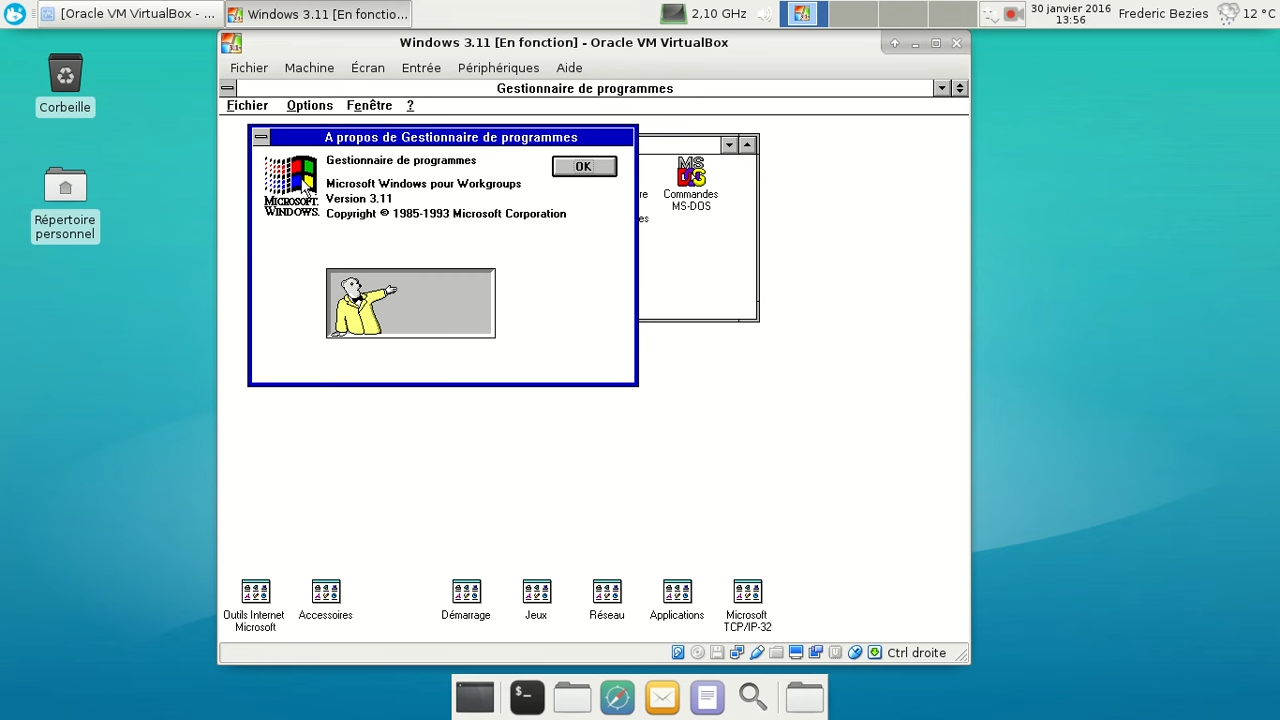 [Oracle VM VirtualBox - ...
Windows 3.11 [En fonctio...
2,10 GHz
30 janvier 2016
13:56
Frederic Bezies
12 °C
Corbeille
Répertoire
personnel
Windows 3.11 [En fonction] - Oracle VM VirtualBox
Fichier Machine Écran Entrée Périphériques Aide
Gestionnaire de programmes
Fichier Options Fenêtre ?
A propos de Gestionnaire de programmes
MICROSOFT.
WINDOWS.
Gestionnaire de programmes
Microsoft Windows pour Workgroups
Version 3.11
Copyright © 1985-1993 Microsoft Corporation
OK
re
es
MS
DOS
Commandes
MS-DOS
Outils Internet
Microsoft
Accessoires
Démarrage
Jeux
Réseau
Applications
Microsoft
TCP/IP-32
Ctrl droite